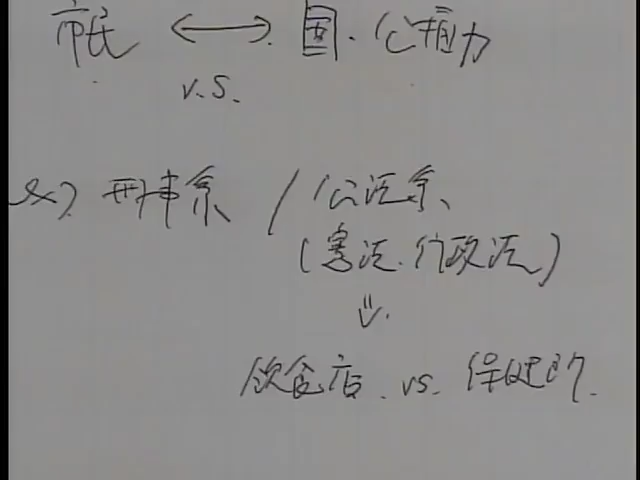 市民 ↔ 国・公権力
v.s.
ex) 刑事系 / 公法系
(憲法・行政法)
⇓
飲食店 vs. 保健所